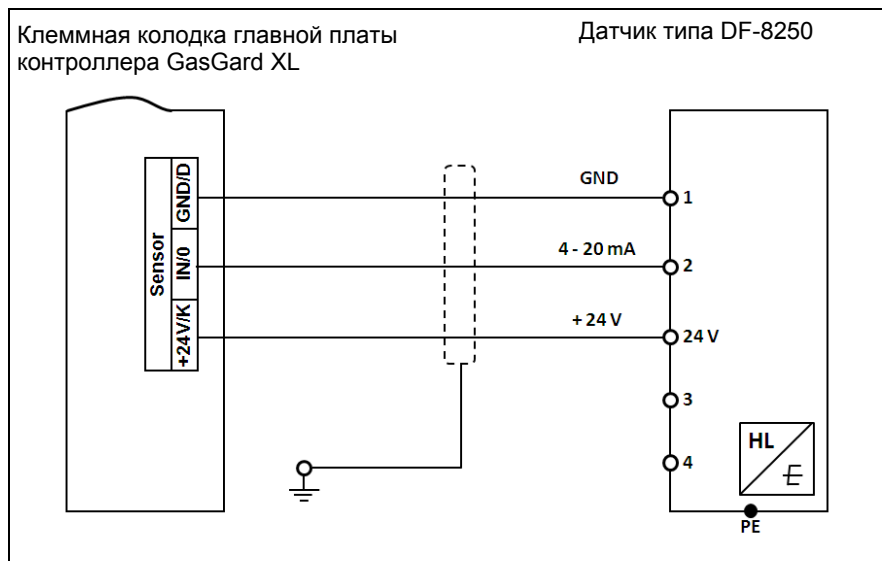 Клеммная колодка главной платы
контроллера GasGard XL
Датчик типа DF-8250
Sensor
GND/D
IN/0
+24V/K
GND
4 - 20 mA
+ 24 V
1
2
24 V
3
4
HL
E
PE